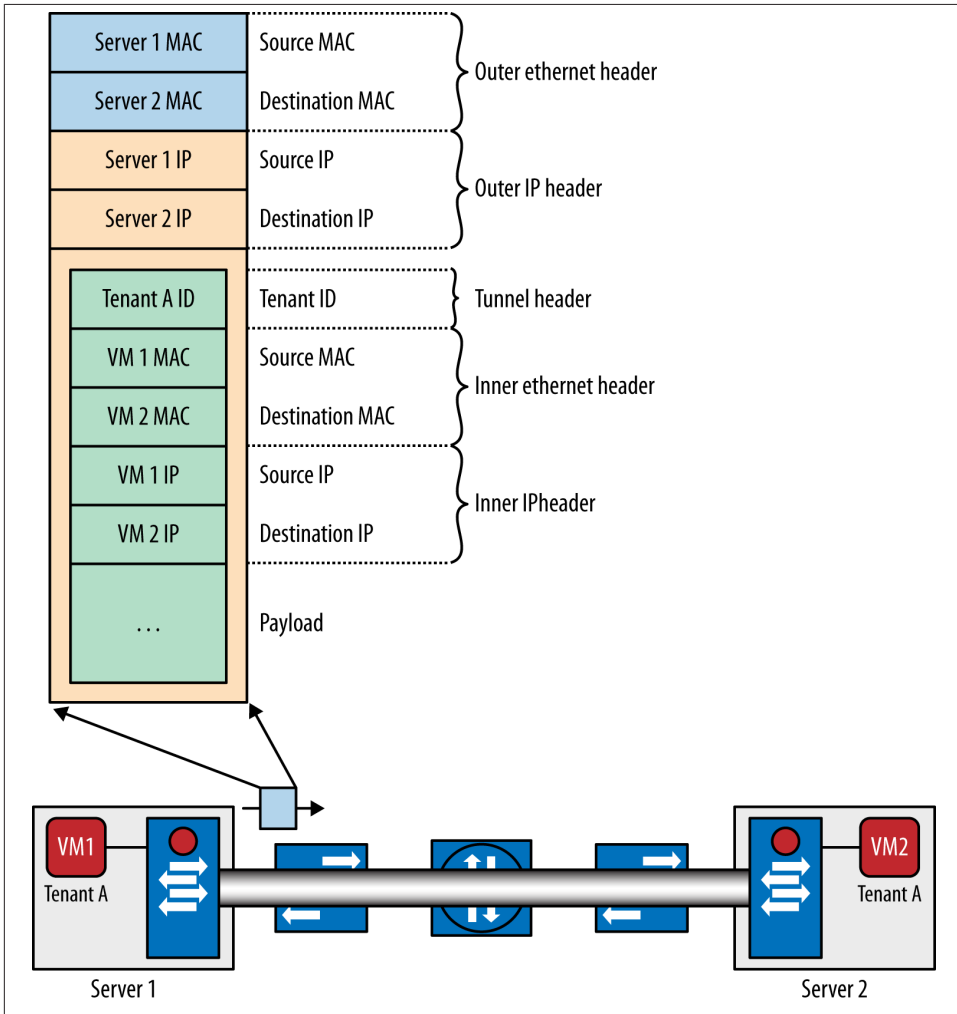 Server 1 MAC
Source MAC
Outer ethernet header
Server 2 MAC
Destination MAC
Server 1 IP
Source IP
Outer IP header
Server 2 IP
Destination IP
Tenant A ID
Tenant ID
Tunnel header
VM 1 MAC
Source MAC
Inner ethernet header
VM 2 MAC
Destination MAC
VM 1 IP
Source IP
Inner IPheader
VM 2 IP
Destination IP
...
Payload
VM1
Tenant A
Server 1
VM2
Tenant A
Server 2